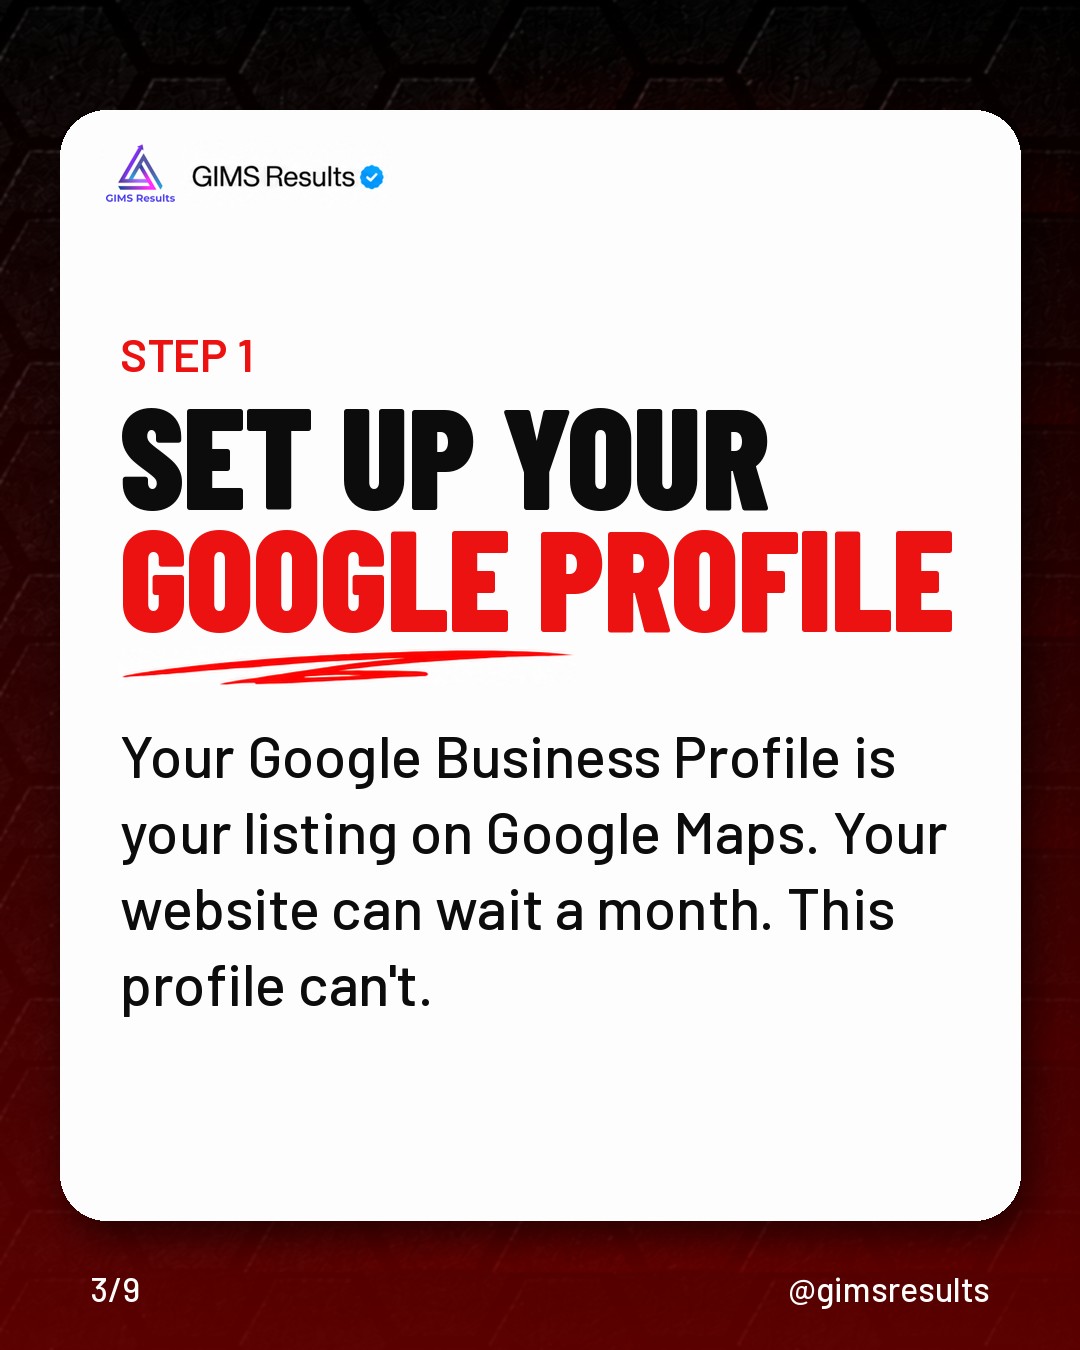 GIMS Results
GIMS Results
STEP 1
SET UP YOUR
GOOGLE PROFILE
Your Google Business Profile is
your listing on Google Maps. Your
website can wait a month. This
profile can't.
3/9
@gimsresults